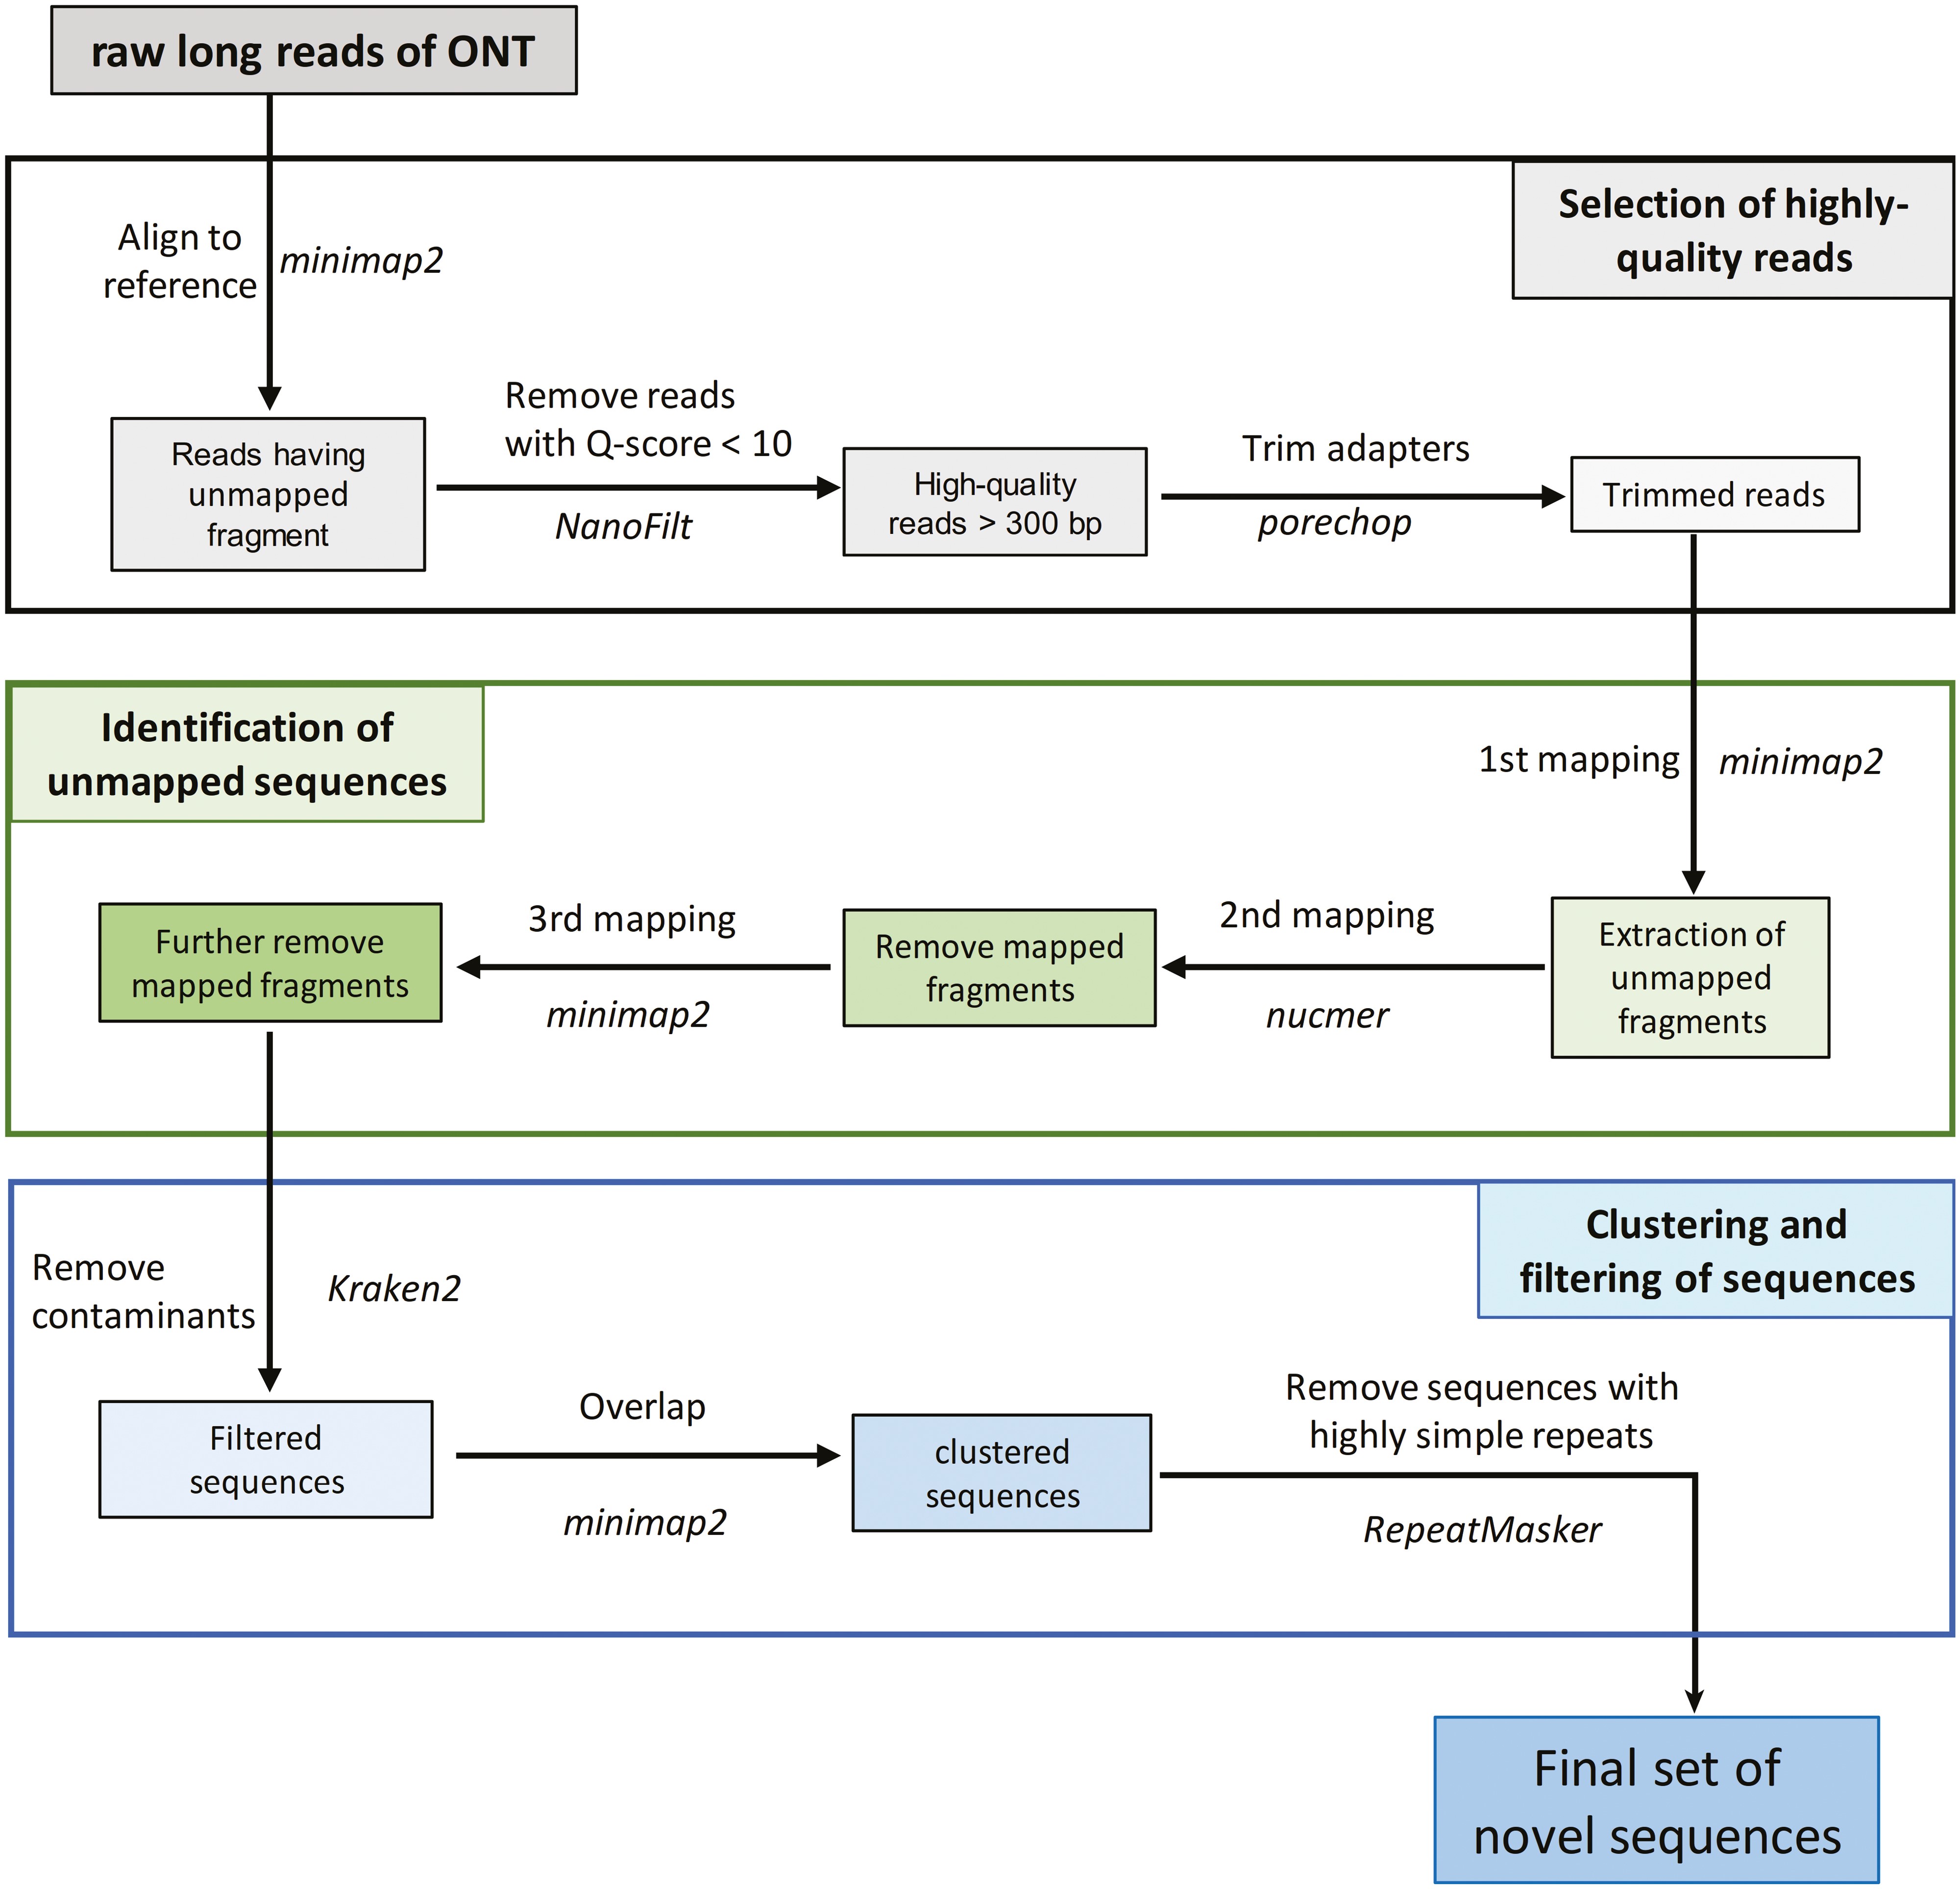 raw long reads of ONT
Selection of highly-
quality reads
Align to
reference
minimap2
Remove reads
with Q-score < 10
NanoFilt
Reads having
unmapped
fragment
High-quality
reads > 300 bp
Trim adapters
porechop
Trimmed reads
Identification of
unmapped sequences
1st mapping
minimap2
Extraction of
unmapped
fragments
2nd mapping
nucmer
Remove mapped
fragments
3rd mapping
minimap2
Further remove
mapped fragments
Clustering and
filtering of sequences
Remove
contaminants
Kraken2
Filtered
sequences
Overlap
minimap2
clustered
sequences
Remove sequences with
highly simple repeats
RepeatMasker
Final set of
novel sequences